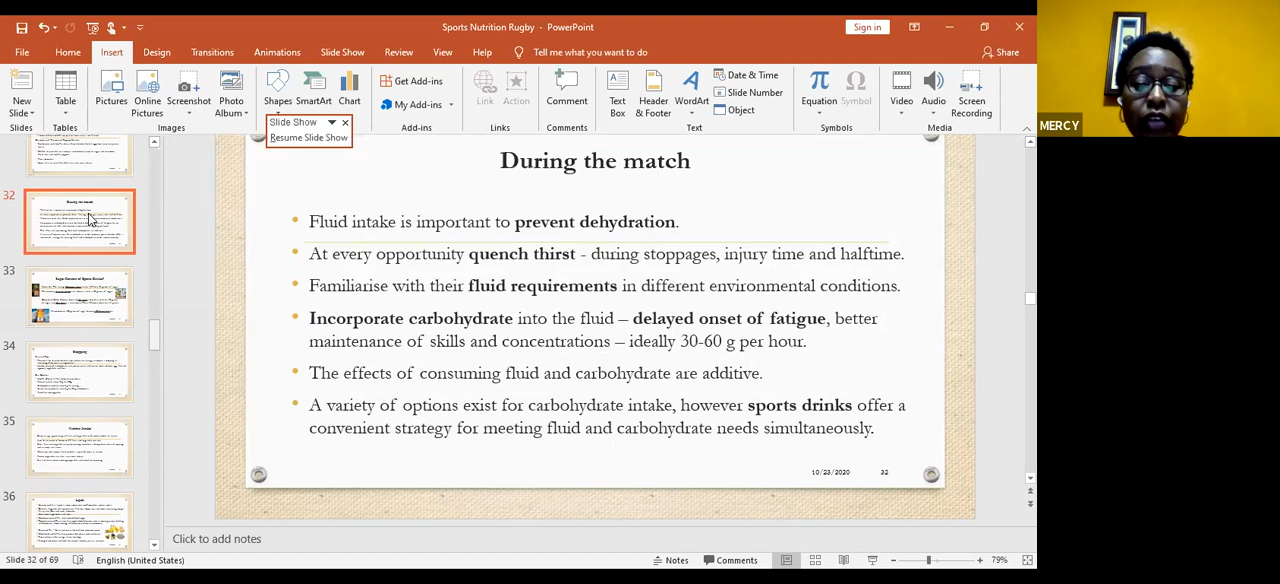 Sports Nutrition Rugby - PowerPoint
Sign in
File Home Insert Design Transitions Animations Slide Show Review View Help Tell me what you want to do Share
New Slide
Slides
Table
Tables
Pictures
Online Pictures
Screenshot
Photo Album
Images
Shapes
SmartArt
Chart
Get Add-ins
My Add-ins
Add-ins
Link
Action
Links
Comment
Comments
Text Box
Header & Footer
WordArt
Date & Time
Slide Number
Object
Text
Equation
Symbol
Symbols
Video
Audio
Screen Recording
Media
Slide Show
Resume Slide Show
MERCY
32
During the match
33
34
35
36
During the match
• Fluid intake is important to prevent dehydration.
• At every opportunity quench thirst - during stoppages, injury time and halftime.
• Familiarise with their fluid requirements in different environmental conditions.
• Incorporate carbohydrate into the fluid – delayed onset of fatigue, better
maintenance of skills and concentrations – ideally 30-60 g per hour.
• The effects of consuming fluid and carbohydrate are additive.
• A variety of options exist for carbohydrate intake, however sports drinks offer a
convenient strategy for meeting fluid and carbohydrate needs simultaneously.
10/23/2020 32
Click to add notes
Slide 32 of 69 English (United States) Notes Comments 79%